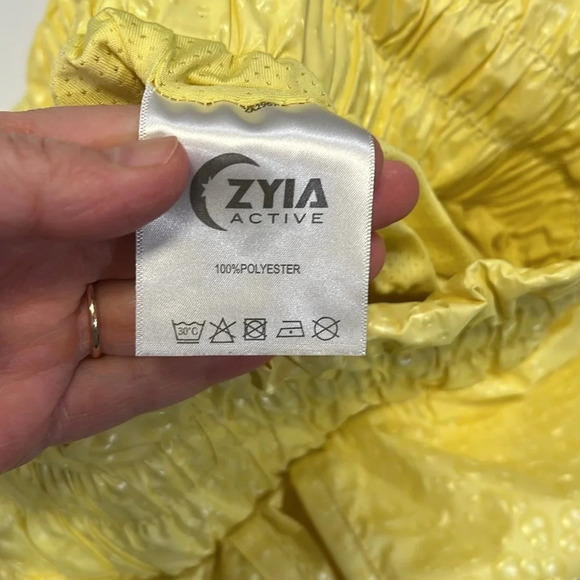 ZYIA
ACTIVE
100%POLYESTER
30°C